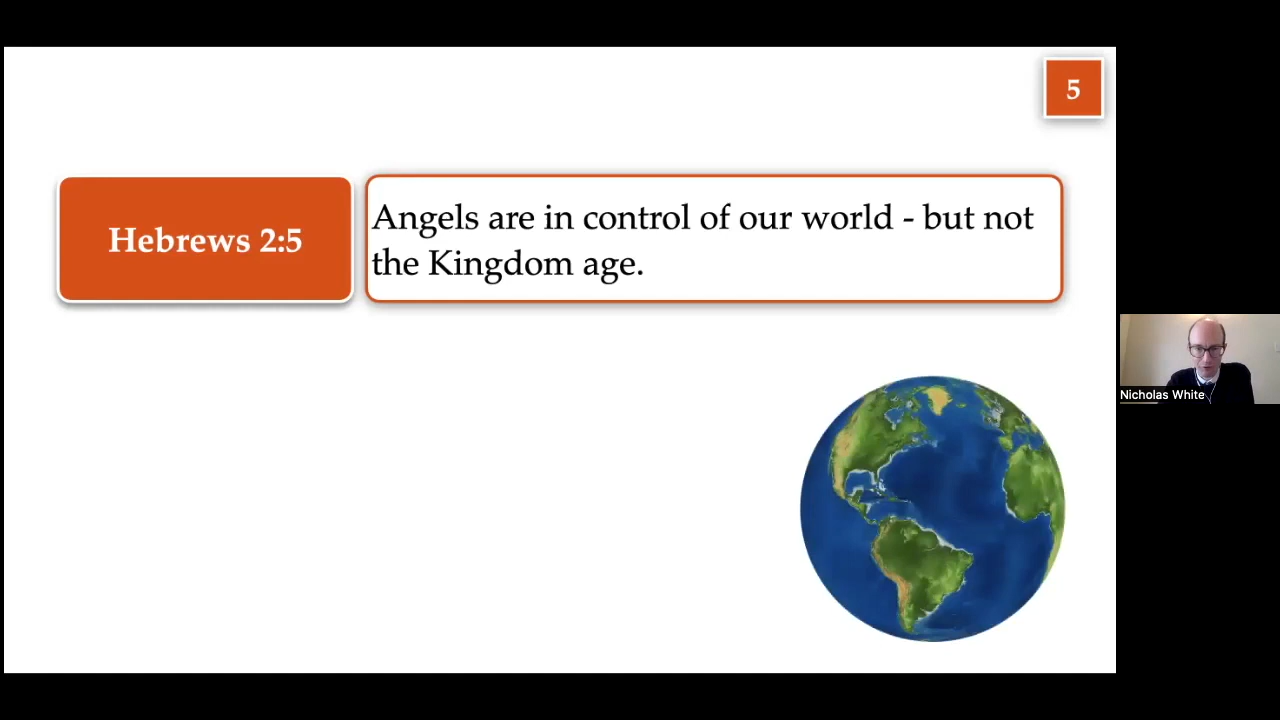 5
Hebrews 2:5
Angels are in control of our world - but not
the Kingdom age.
Nicholas White